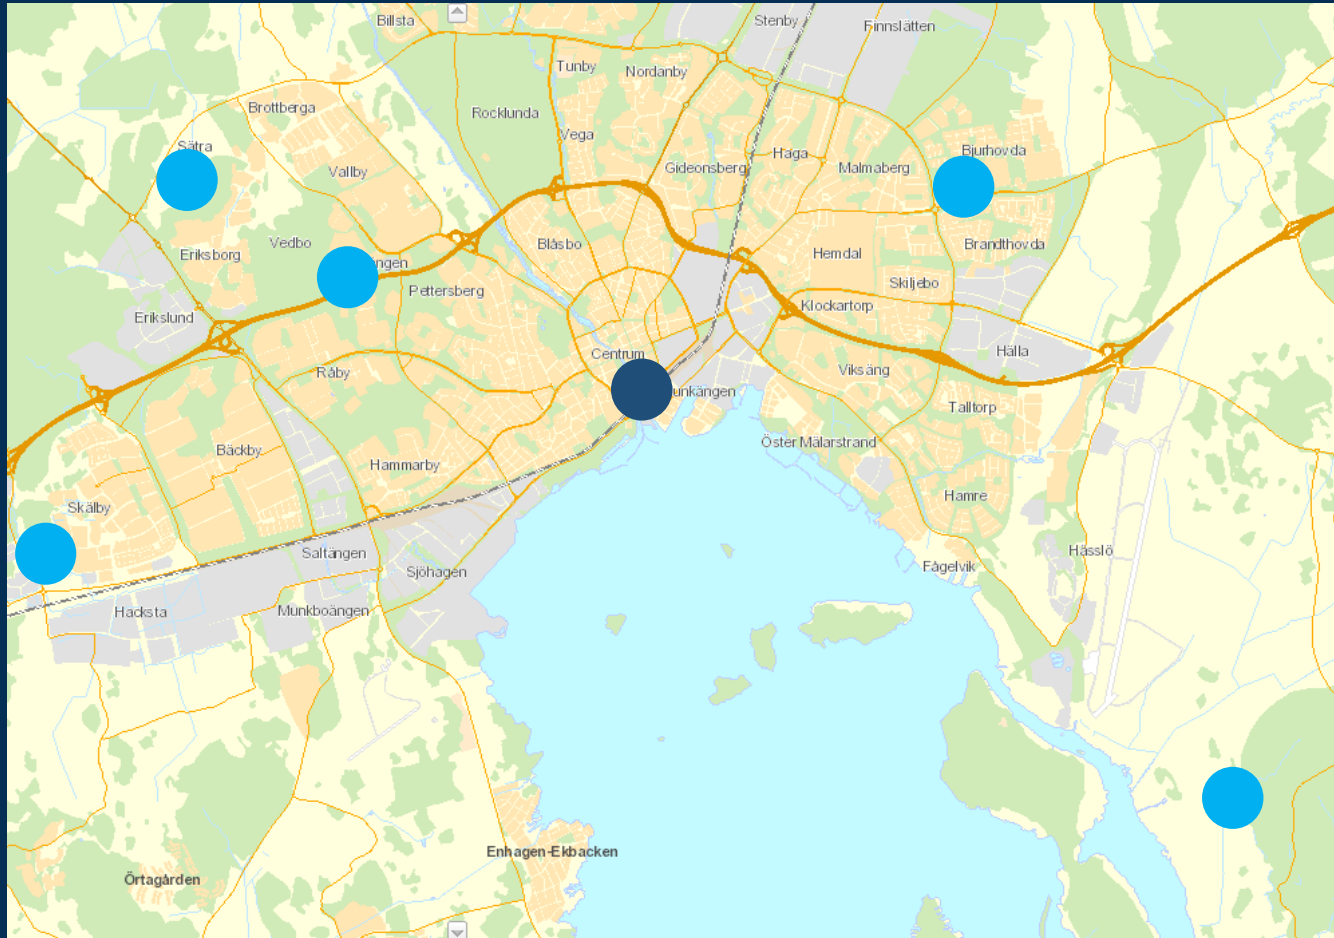 Billsta
Stenby
Finnslätten
Tunby
Nordanby
Brottberga
Rocklunda
Vega
Sätra
Haga
Bjurhovda
Vallby
Gideonsberg
Malmaberg
Vedbo
Blåsbo
Brandthovda
Eriksborg
Hemdal
ängen
Skiljebo
Pettersberg
Klockartorp
Erikslund
Hälla
Centrum
Råby
Viksäng
unkängen
Talltorp
Öster Mälarstrand
Bäckby
Hammarby
Hamre
Skälby
Saltängen
Hässlö
Sjöhagen
Fågelvik
Hacksta
Munkboängen
Enhagen-Ekbacken
Örtagården